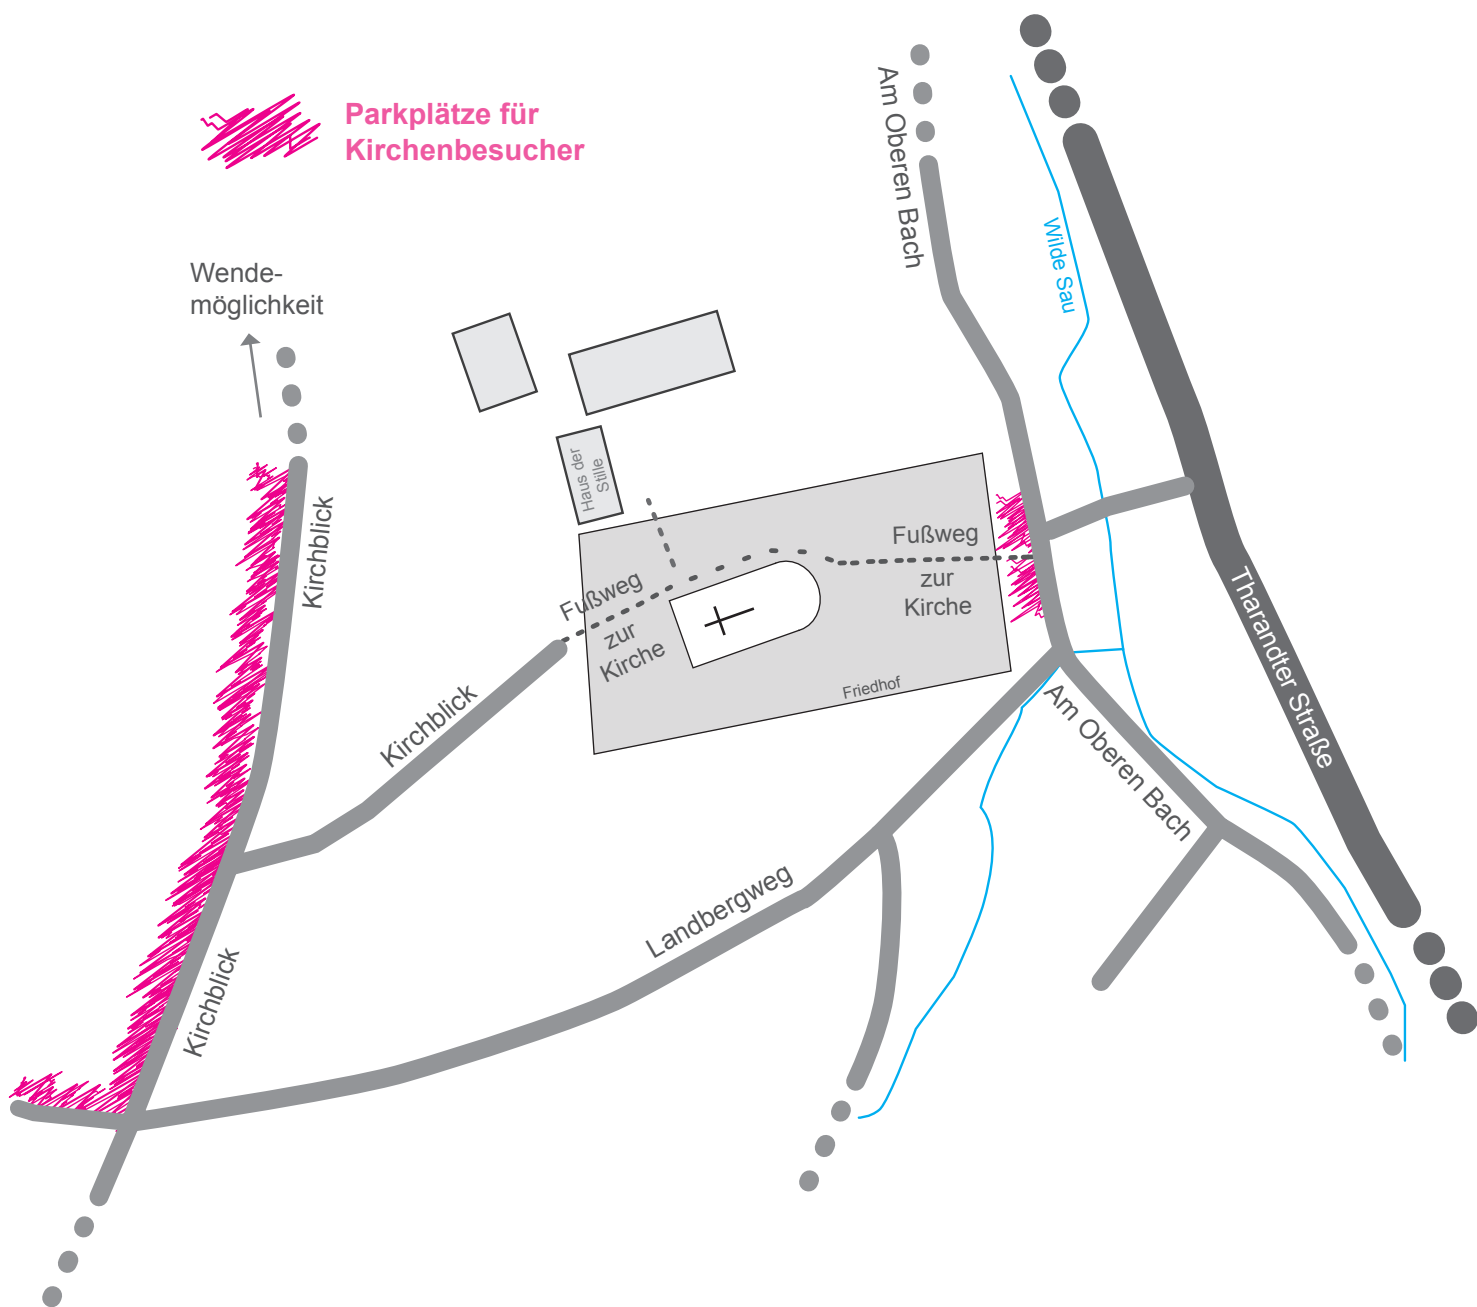 Parkplätze für
Kirchenbesucher
Am Oberen Bach
Wilde Sau
Wende-
möglichkeit
Haus der
Stille
Kirchblick
Fußweg
zur
Kirche
Fußweg
zur
Kirche
Friedhof
Kirchblick
Tharandter Straße
Am Oberen Bach
Landbergweg
Kirchblick